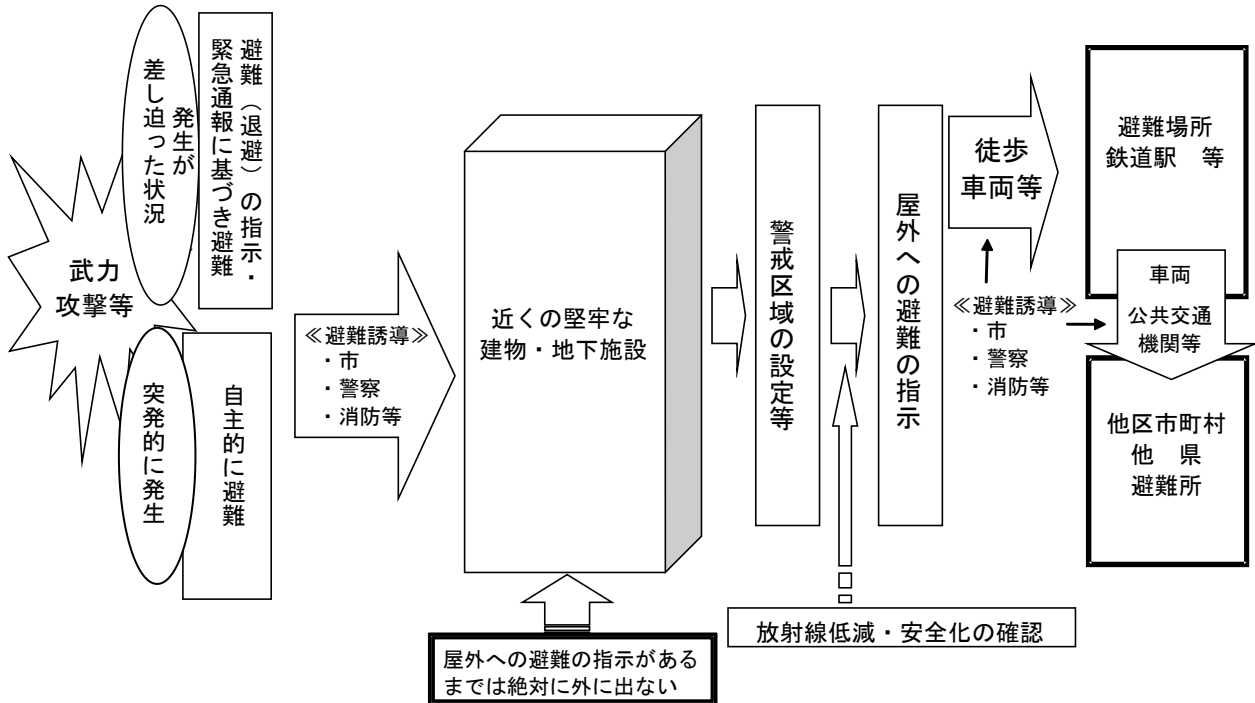 発生が
差し迫った状況
避難（退避）の指示・
緊急通報に基づき避難
武力
攻撃等
突発的に発生
自主的に避難
≪避難誘導≫
・市
・警察
・消防等
近くの堅牢な
建物・地下施設
屋外への避難の指示がある
までは絶対に外に出ない
警戒区域の設定等
放射線低減・安全化の確認
屋外への避難の指示
徒歩
車両等
≪避難誘導≫
・市
・警察
・消防等
避難場所
鉄道駅　等
車両
公共交通
機関等
他区市町村
他　県
避難所